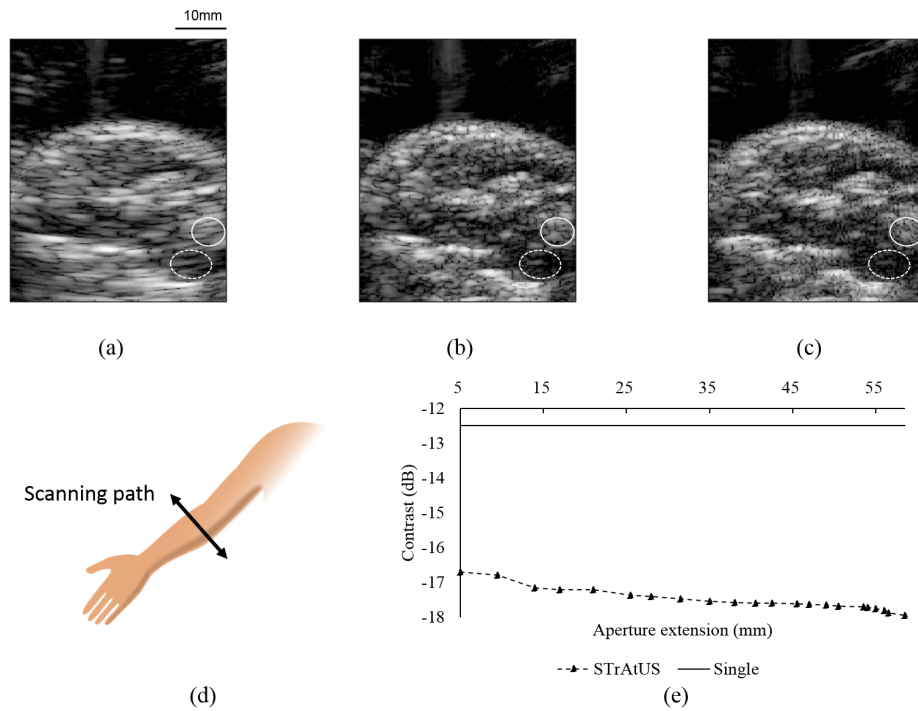 10mm
(a)
(b)
(c)
Scanning path
(d)
5 15 25 35 45 55
-12
-13
-14
-15
-16
-17
-18
Contrast (dB)
Aperture extension (mm)
STrAtUS Single
(e)